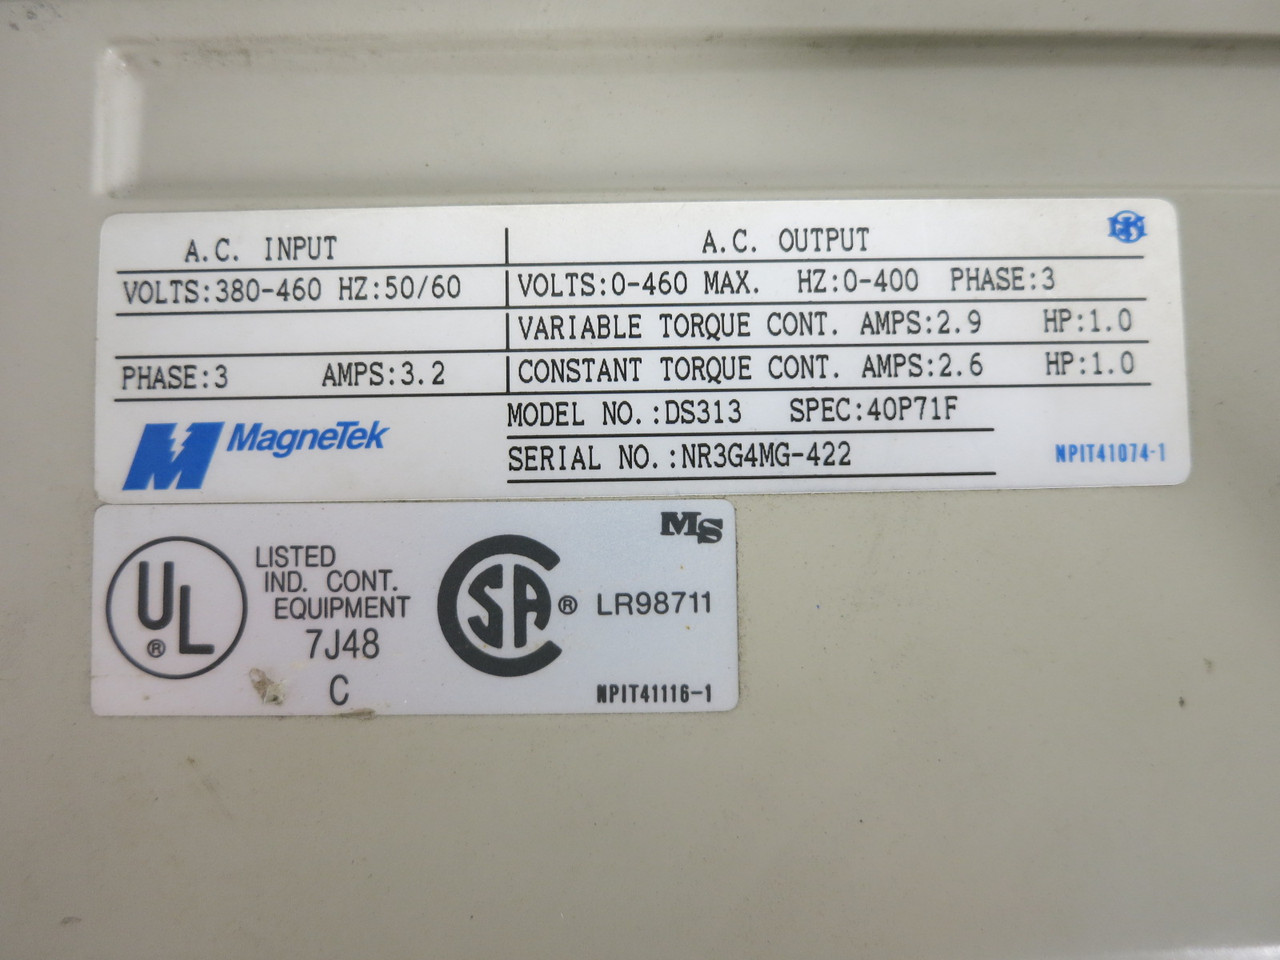 A.C. INPUT
A.C. OUTPUT
VOLTS:380-460 HZ:50/60
VOLTS:0-460 MAX. HZ:0-400 PHASE:3
VARIABLE TORQUE CONT. AMPS:2.9 HP:1.0
PHASE:3 AMPS:3.2
CONSTANT TORQUE CONT. AMPS:2.6 HP:1.0
MODEL NO.:DS313 SPEC:40P71F
SERIAL NO.:NR3G4MG-422
MagneTek
NPIT41074-1
UL®
LISTED
IND. CONT.
EQUIPMENT
7J48
C
CSA®
MS
LR98711
NPIT41116-1